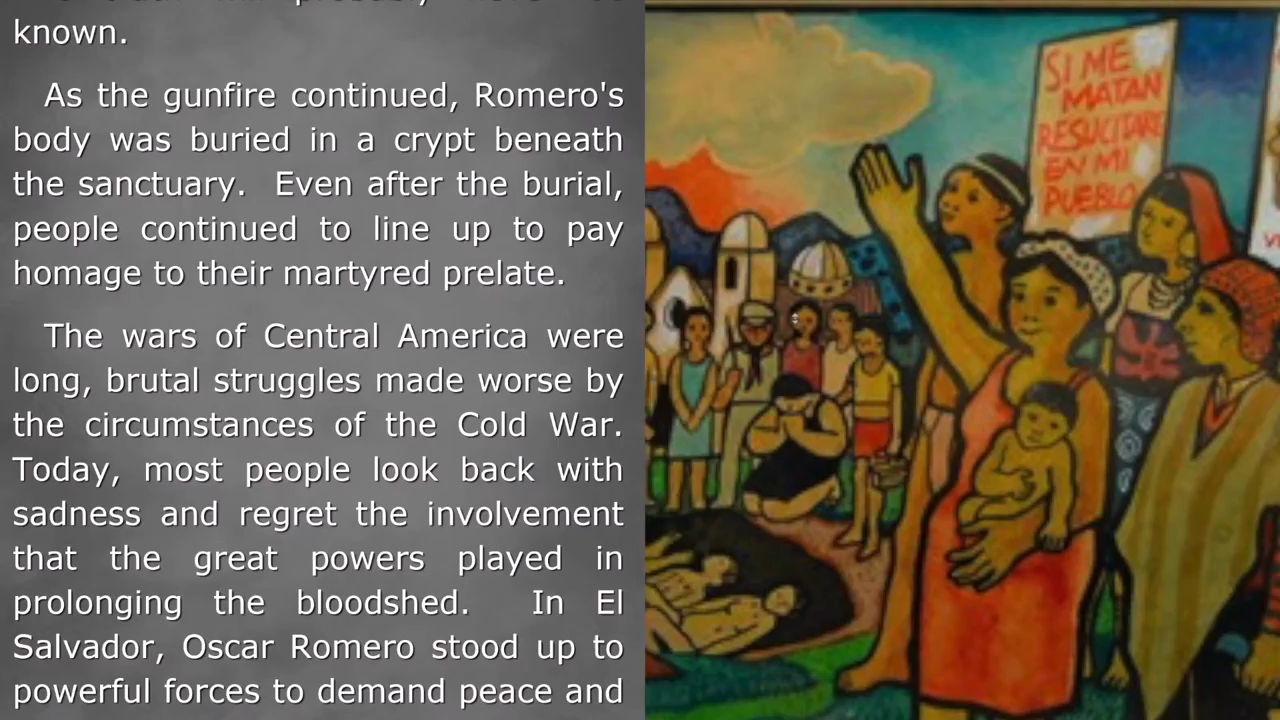 known.
As the gunfire continued, Romero's
body was buried in a crypt beneath
the sanctuary. Even after the burial,
people continued to line up to pay
homage to their martyred prelate.
The wars of Central America were
long, brutal struggles made worse by
the circumstances of the Cold War.
Today, most people look back with
sadness and regret the involvement
that the great powers played in
prolonging the bloodshed. In El
Salvador, Oscar Romero stood up to
powerful forces to demand peace and
SI ME
MATAN
RESUCITARE
EN MI
PUEBLO